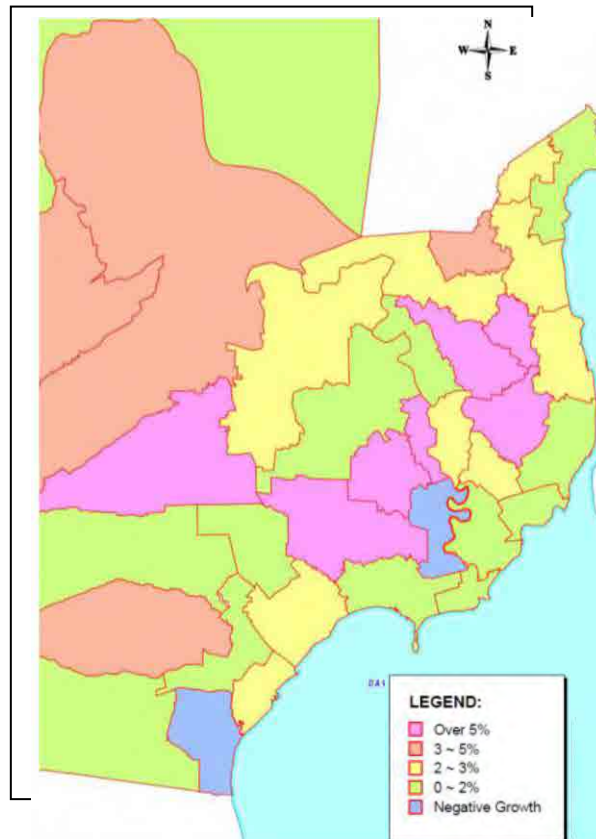 N
W E
S
LEGEND:
Over 5%
3 ~ 5%
2 ~ 3%
0 ~ 2%
Negative Growth